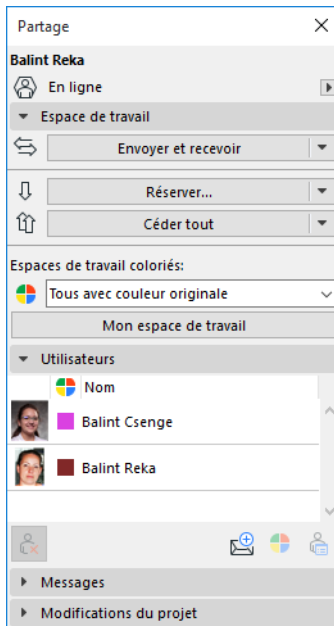 Partage
Balint Reka
En ligne
Espace de travail
Envoyer et recevoir
Réserver...
Céder tout
Espaces de travail coloriés:
Tous avec couleur originale
Mon espace de travail
Utilisateurs
Nom
Balint Csenge
Balint Reka
Messages
Modifications du projet